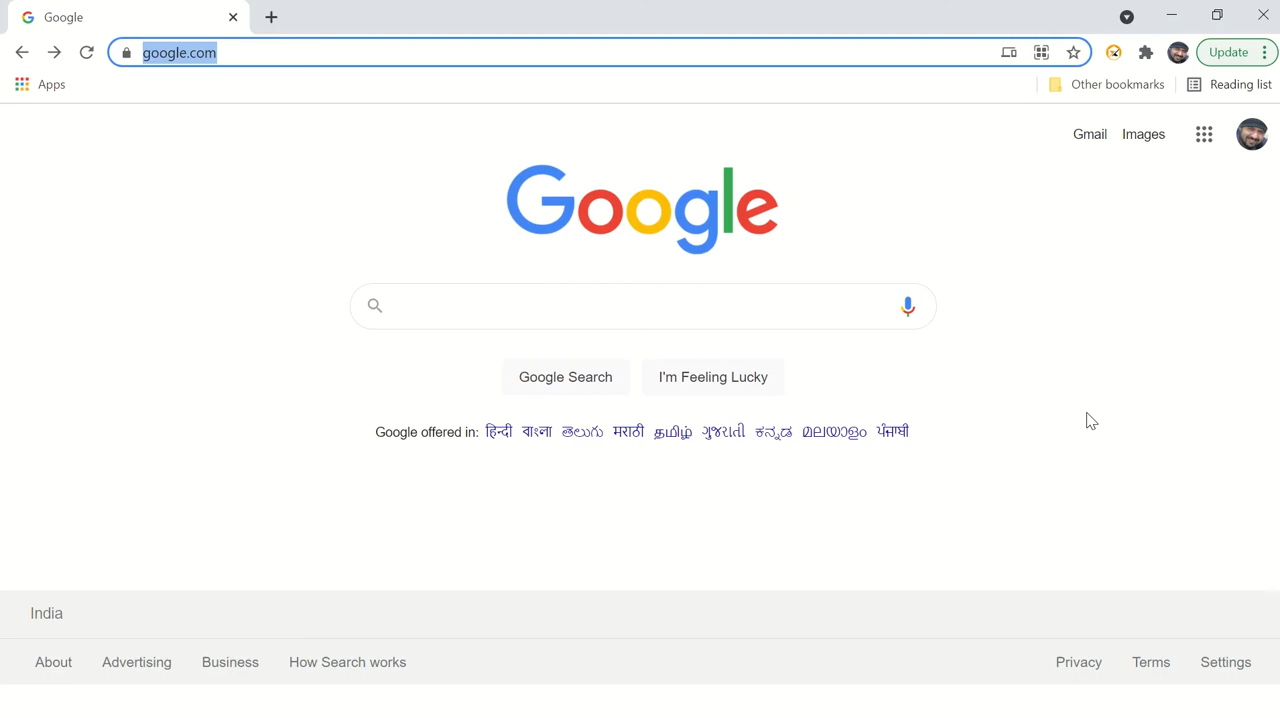 Google
google.com
Update
Apps
Other bookmarks
Reading list
Gmail Images
Google
Google Search
I'm Feeling Lucky
Google offered in: हिन्दी বাংলা తెలుగు मराठी தமிழ் ગુજરાતી ಕನ್ನಡ മലയാളം ਪੰਜਾਬੀ
India
About Advertising Business How Search works
Privacy Terms Settings